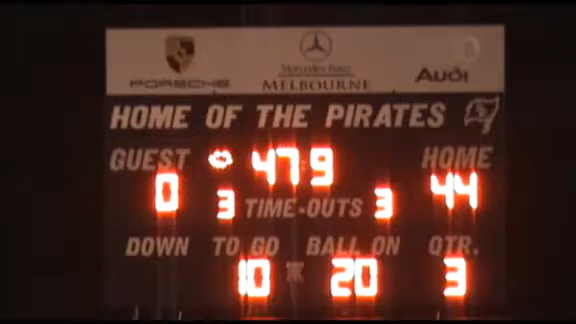 PORSCHE
Mercedes-Benz
MELBOURNE
Audi
HOME OF THE PIRATES
GUEST 47:9 HOME
0 3 TIME-OUTS 3 44
DOWN TO GO BALL ON QTR.
10 20 3